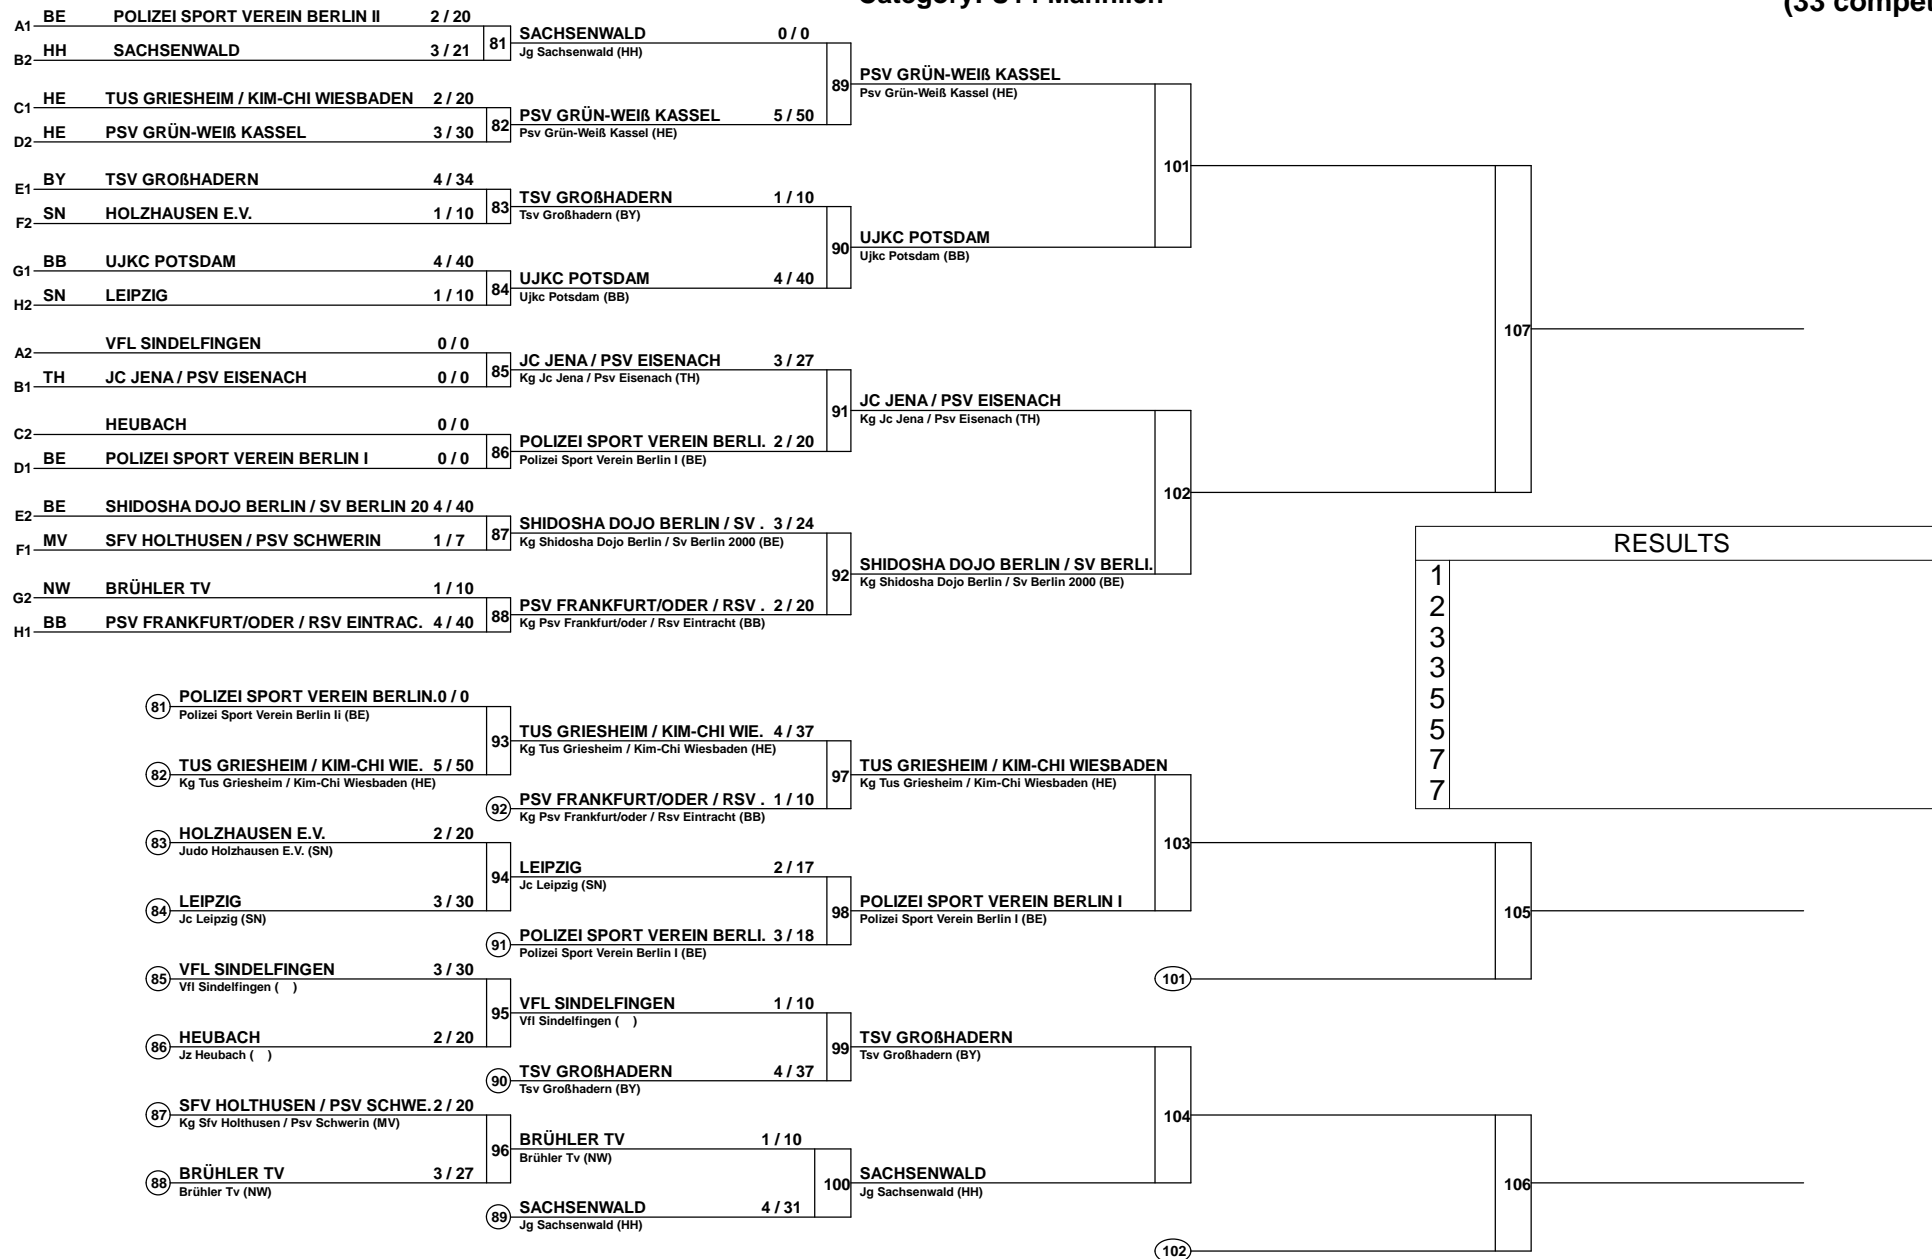 A1 BE POLIZEI SPORT VEREIN BERLIN II 2 / 20
B2 HH SACHSENWALD 3 / 21
81
SACHSENWALD 0 / 0
Jg Sachsenwald (HH)
C1 HE TUS GRIESHEIM / KIM-CHI WIESBADEN 2 / 20
D2 HE PSV GRÜN-WEIß KASSEL 3 / 30
82
PSV GRÜN-WEIß KASSEL 5 / 50
Psv Grün-Weiß Kassel (HE)
89
PSV GRÜN-WEIß KASSEL
Psv Grün-Weiß Kassel (HE)
E1 BY TSV GROßHADERN 4 / 34
F2 SN HOLZHAUSEN E.V. 1 / 10
83
TSV GROßHADERN 1 / 10
Tsv Großhadern (BY)
G1 BB UJKC POTSDAM 4 / 40
H2 SN LEIPZIG 1 / 10
84
UJKC POTSDAM 4 / 40
Ujkc Potsdam (BB)
90
UJKC POTSDAM
Ujkc Potsdam (BB)
101
A2 VFL SINDELFINGEN 0 / 0
B1 TH JC JENA / PSV EISENACH 0 / 0
85
JC JENA / PSV EISENACH 3 / 27
Kg Jc Jena / Psv Eisenach (TH)
C2 HEUBACH 0 / 0
D1 BE POLIZEI SPORT VEREIN BERLIN I 0 / 0
86
POLIZEI SPORT VEREIN BERLI. 2 / 20
Polizei Sport Verein Berlin I (BE)
91
JC JENA / PSV EISENACH
Kg Jc Jena / Psv Eisenach (TH)
E2 BE SHIDOSHA DOJO BERLIN / SV BERLIN 20 4 / 40
F1 MV SFV HOLTHUSEN / PSV SCHWERIN 1 / 7
87
SHIDOSHA DOJO BERLIN / SV . 3 / 24
Kg Shidosha Dojo Berlin / Sv Berlin 2000 (BE)
G2 NW BRÜHLER TV 1 / 10
H1 BB PSV FRANKFURT/ODER / RSV EINTRAC. 4 / 40
88
PSV FRANKFURT/ODER / RSV . 2 / 20
Kg Psv Frankfurt/oder / Rsv Eintracht (BB)
92
SHIDOSHA DOJO BERLIN / SV BERLI.
Kg Shidosha Dojo Berlin / Sv Berlin 2000 (BE)
102
107
RESULTS
1
2
3
3
5
5
7
7
81 POLIZEI SPORT VEREIN BERLIN. 0 / 0
Polizei Sport Verein Berlin Ii (BE)
82 TUS GRIESHEIM / KIM-CHI WIE. 5 / 50
Kg Tus Griesheim / Kim-Chi Wiesbaden (HE)
93
TUS GRIESHEIM / KIM-CHI WIE. 4 / 37
Kg Tus Griesheim / Kim-Chi Wiesbaden (HE)
92 PSV FRANKFURT/ODER / RSV . 1 / 10
Kg Psv Frankfurt/oder / Rsv Eintracht (BB)
97
TUS GRIESHEIM / KIM-CHI WIESBADEN
Kg Tus Griesheim / Kim-Chi Wiesbaden (HE)
83 HOLZHAUSEN E.V. 2 / 20
Judo Holzhausen E.V. (SN)
84 LEIPZIG 3 / 30
Jc Leipzig (SN)
94
LEIPZIG 2 / 17
Jc Leipzig (SN)
91 POLIZEI SPORT VEREIN BERLI. 3 / 18
Polizei Sport Verein Berlin I (BE)
98
POLIZEI SPORT VEREIN BERLIN I
Polizei Sport Verein Berlin I (BE)
103
101
105
85 VFL SINDELFINGEN 3 / 30
Vfl Sindelfingen ( )
86 HEUBACH 2 / 20
Jz Heubach ( )
95
VFL SINDELFINGEN 1 / 10
Vfl Sindelfingen ( )
90 TSV GROßHADERN 4 / 37
Tsv Großhadern (BY)
99
TSV GROßHADERN
Tsv Großhadern (BY)
87 SFV HOLTHUSEN / PSV SCHWE. 2 / 20
Kg Sfv Holthusen / Psv Schwerin (MV)
88 BRÜHLER TV 3 / 27
Brühler Tv (NW)
96
BRÜHLER TV 1 / 10
Brühler Tv (NW)
89 SACHSENWALD 4 / 31
Jg Sachsenwald (HH)
100
SACHSENWALD
Jg Sachsenwald (HH)
104
102
106